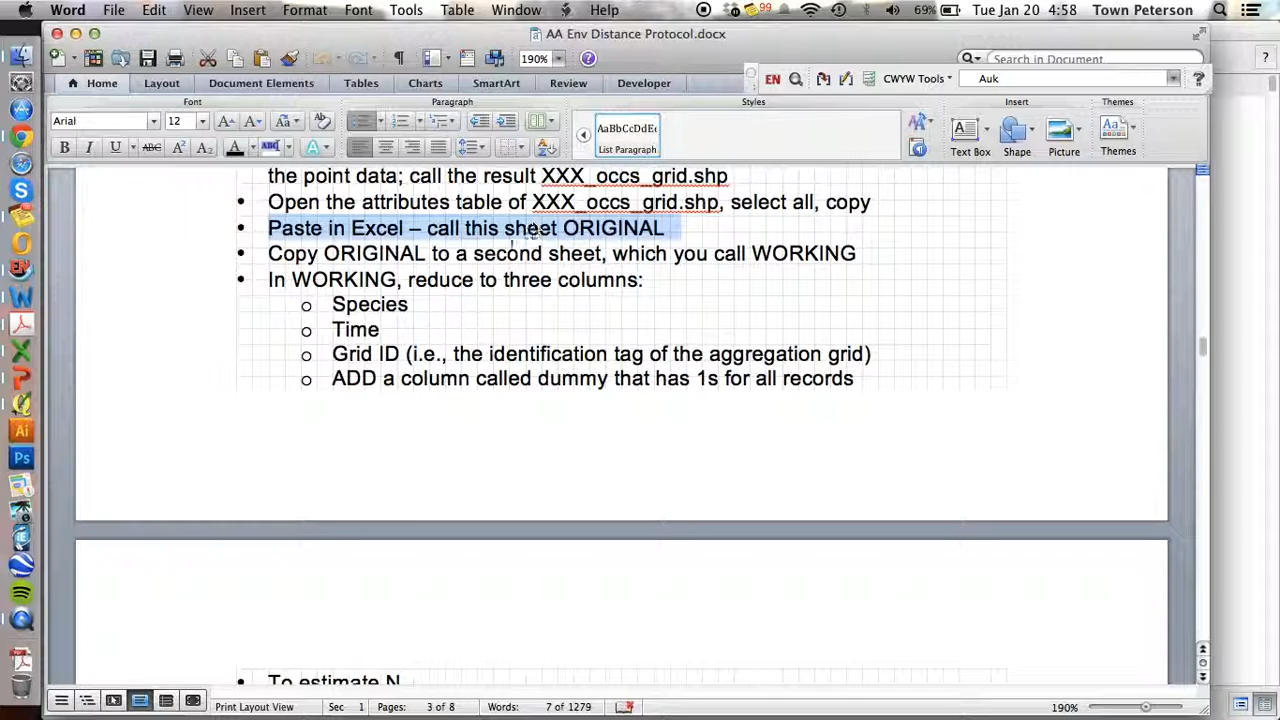 Word File Edit View Insert Format Font Tools Table Window Help 99 69% Tue Jan 20 4:58 Town Peterson
AA Env Distance Protocol.docx
190% Search in Document
Home Layout Document Elements Tables Charts SmartArt Review Developer EN CWYW Tools Auk
Font Paragraph Styles Insert Themes
Arial 12 AaBbCcDdE
List Paragraph Text Box Shape Picture Themes
the point data; call the result XXX_occs_grid.shp
• Open the attributes table of XXX_occs_grid.shp, select all, copy
• Paste in Excel – call this sheet ORIGINAL
• Copy ORIGINAL to a second sheet, which you call WORKING
• In WORKING, reduce to three columns:
o Species
o Time
o Grid ID (i.e., the identification tag of the aggregation grid)
o ADD a column called dummy that has 1s for all records
• To estimate N
Print Layout View Sec 1 Pages: 3 of 8 Words: 7 of 1279 190%